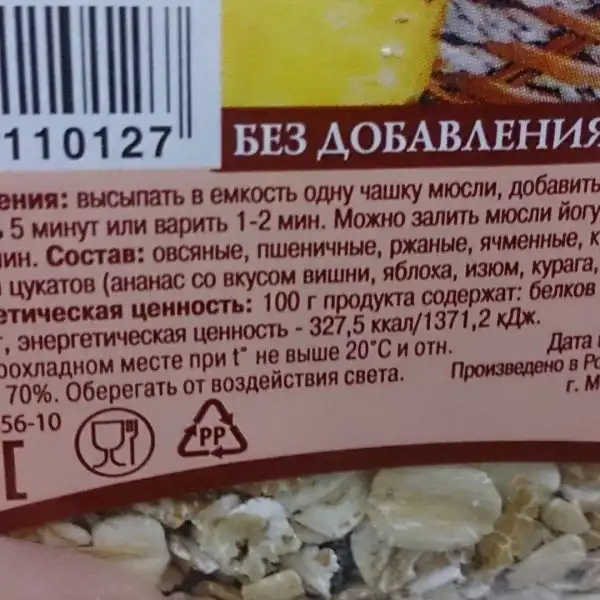 110127
БЕЗ ДОБАВЛЕНИЯ
ения: высыпать в емкость одну чашку мюсли, добавить
5 минут или варить 1-2 мин. Можно залить мюсли йогу
ин. Состав: овсяные, пшеничные, ржаные, ячменные, к
цукатов (ананас со вкусом вишни, яблоха, изюм, курага,
етическая ценность: 100 г продукта содержат: белков
г, энергетическая ценность - 327,5 ккал/1371,2 кДж.
рохладном месте при t° не выше 20°С и отн.
Дата
70%. Оберегать от воздействия света.
Произведено в Ро
г. М
56-10
PP